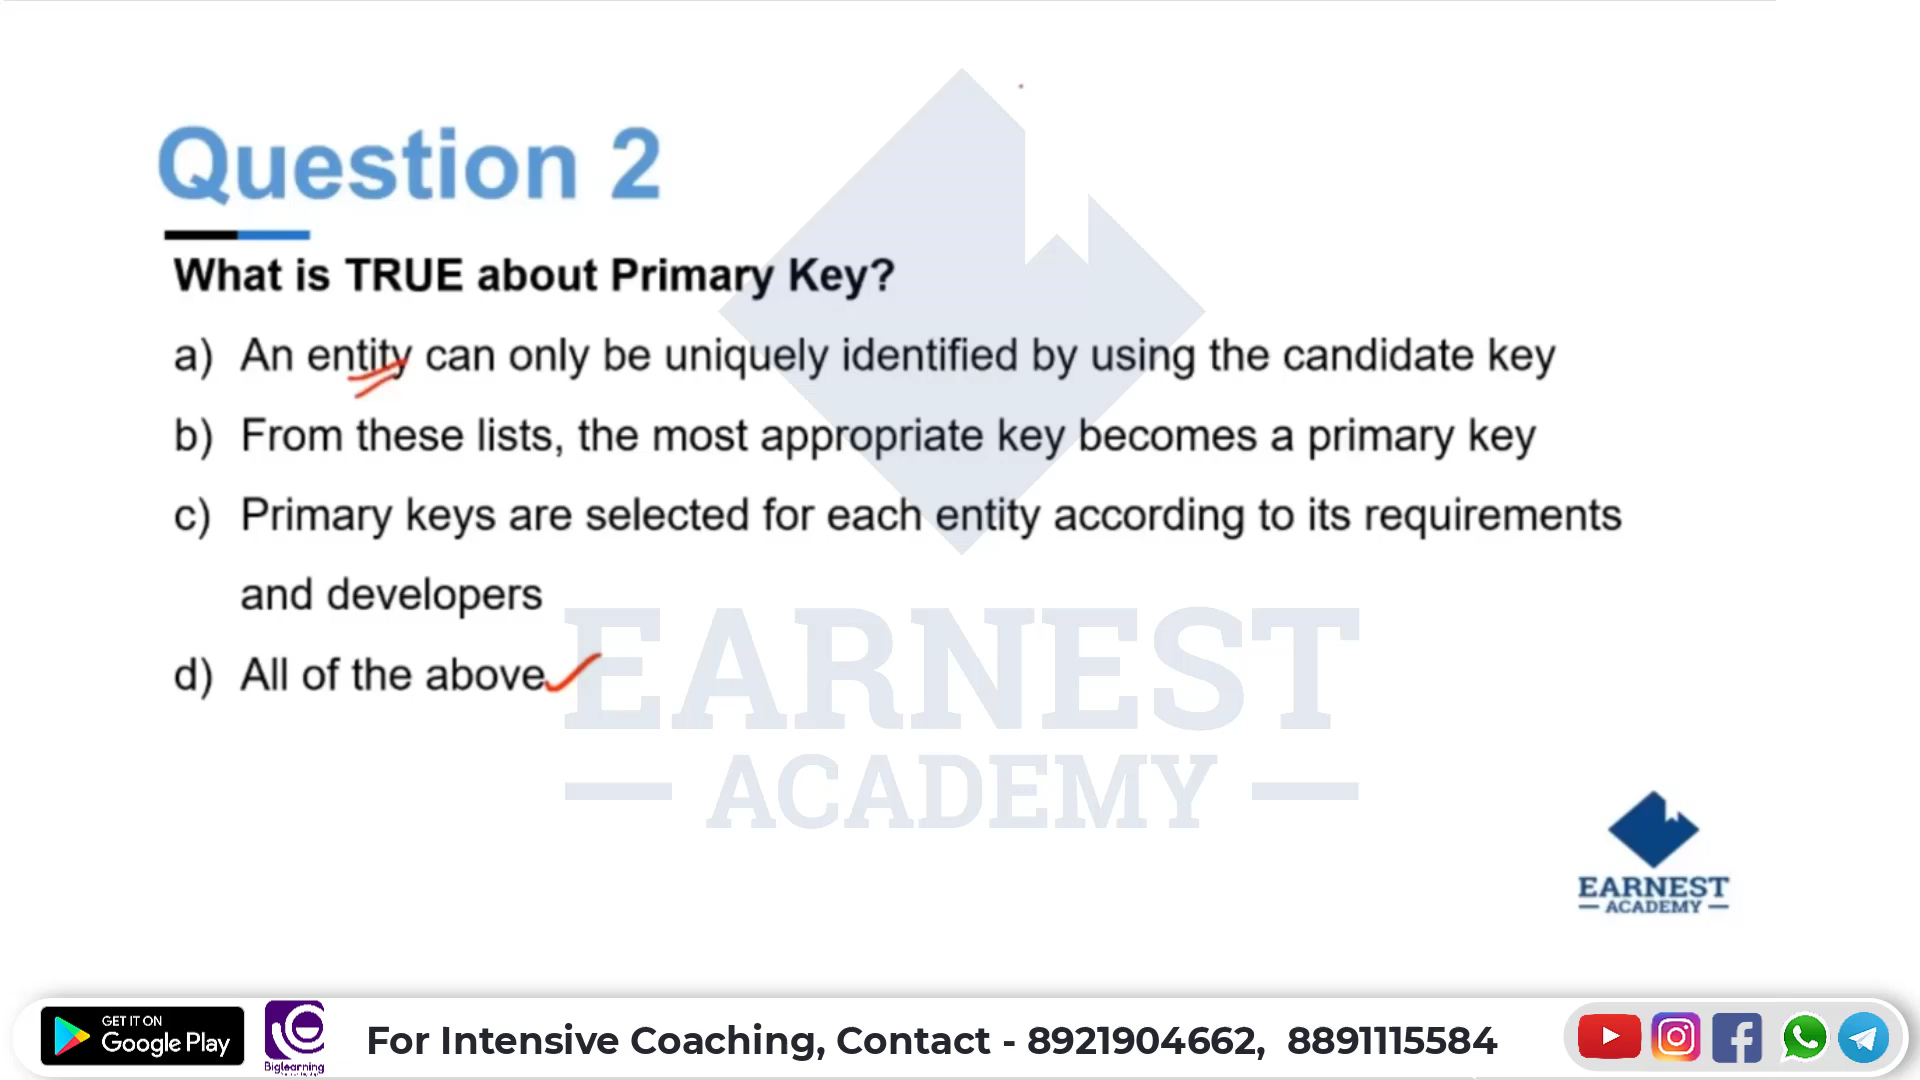 Question 2
What is TRUE about Primary Key?
a) An entity can only be uniquely identified by using the candidate key
b) From these lists, the most appropriate key becomes a primary key
c) Primary keys are selected for each entity according to its requirements
and developers
d) All of the above
EARNEST
ACADEMY
EARNEST
ACADEMY
GET IT ON
Google Play
Biglearning
For Intensive Coaching, Contact - 8921904662, 8891115584